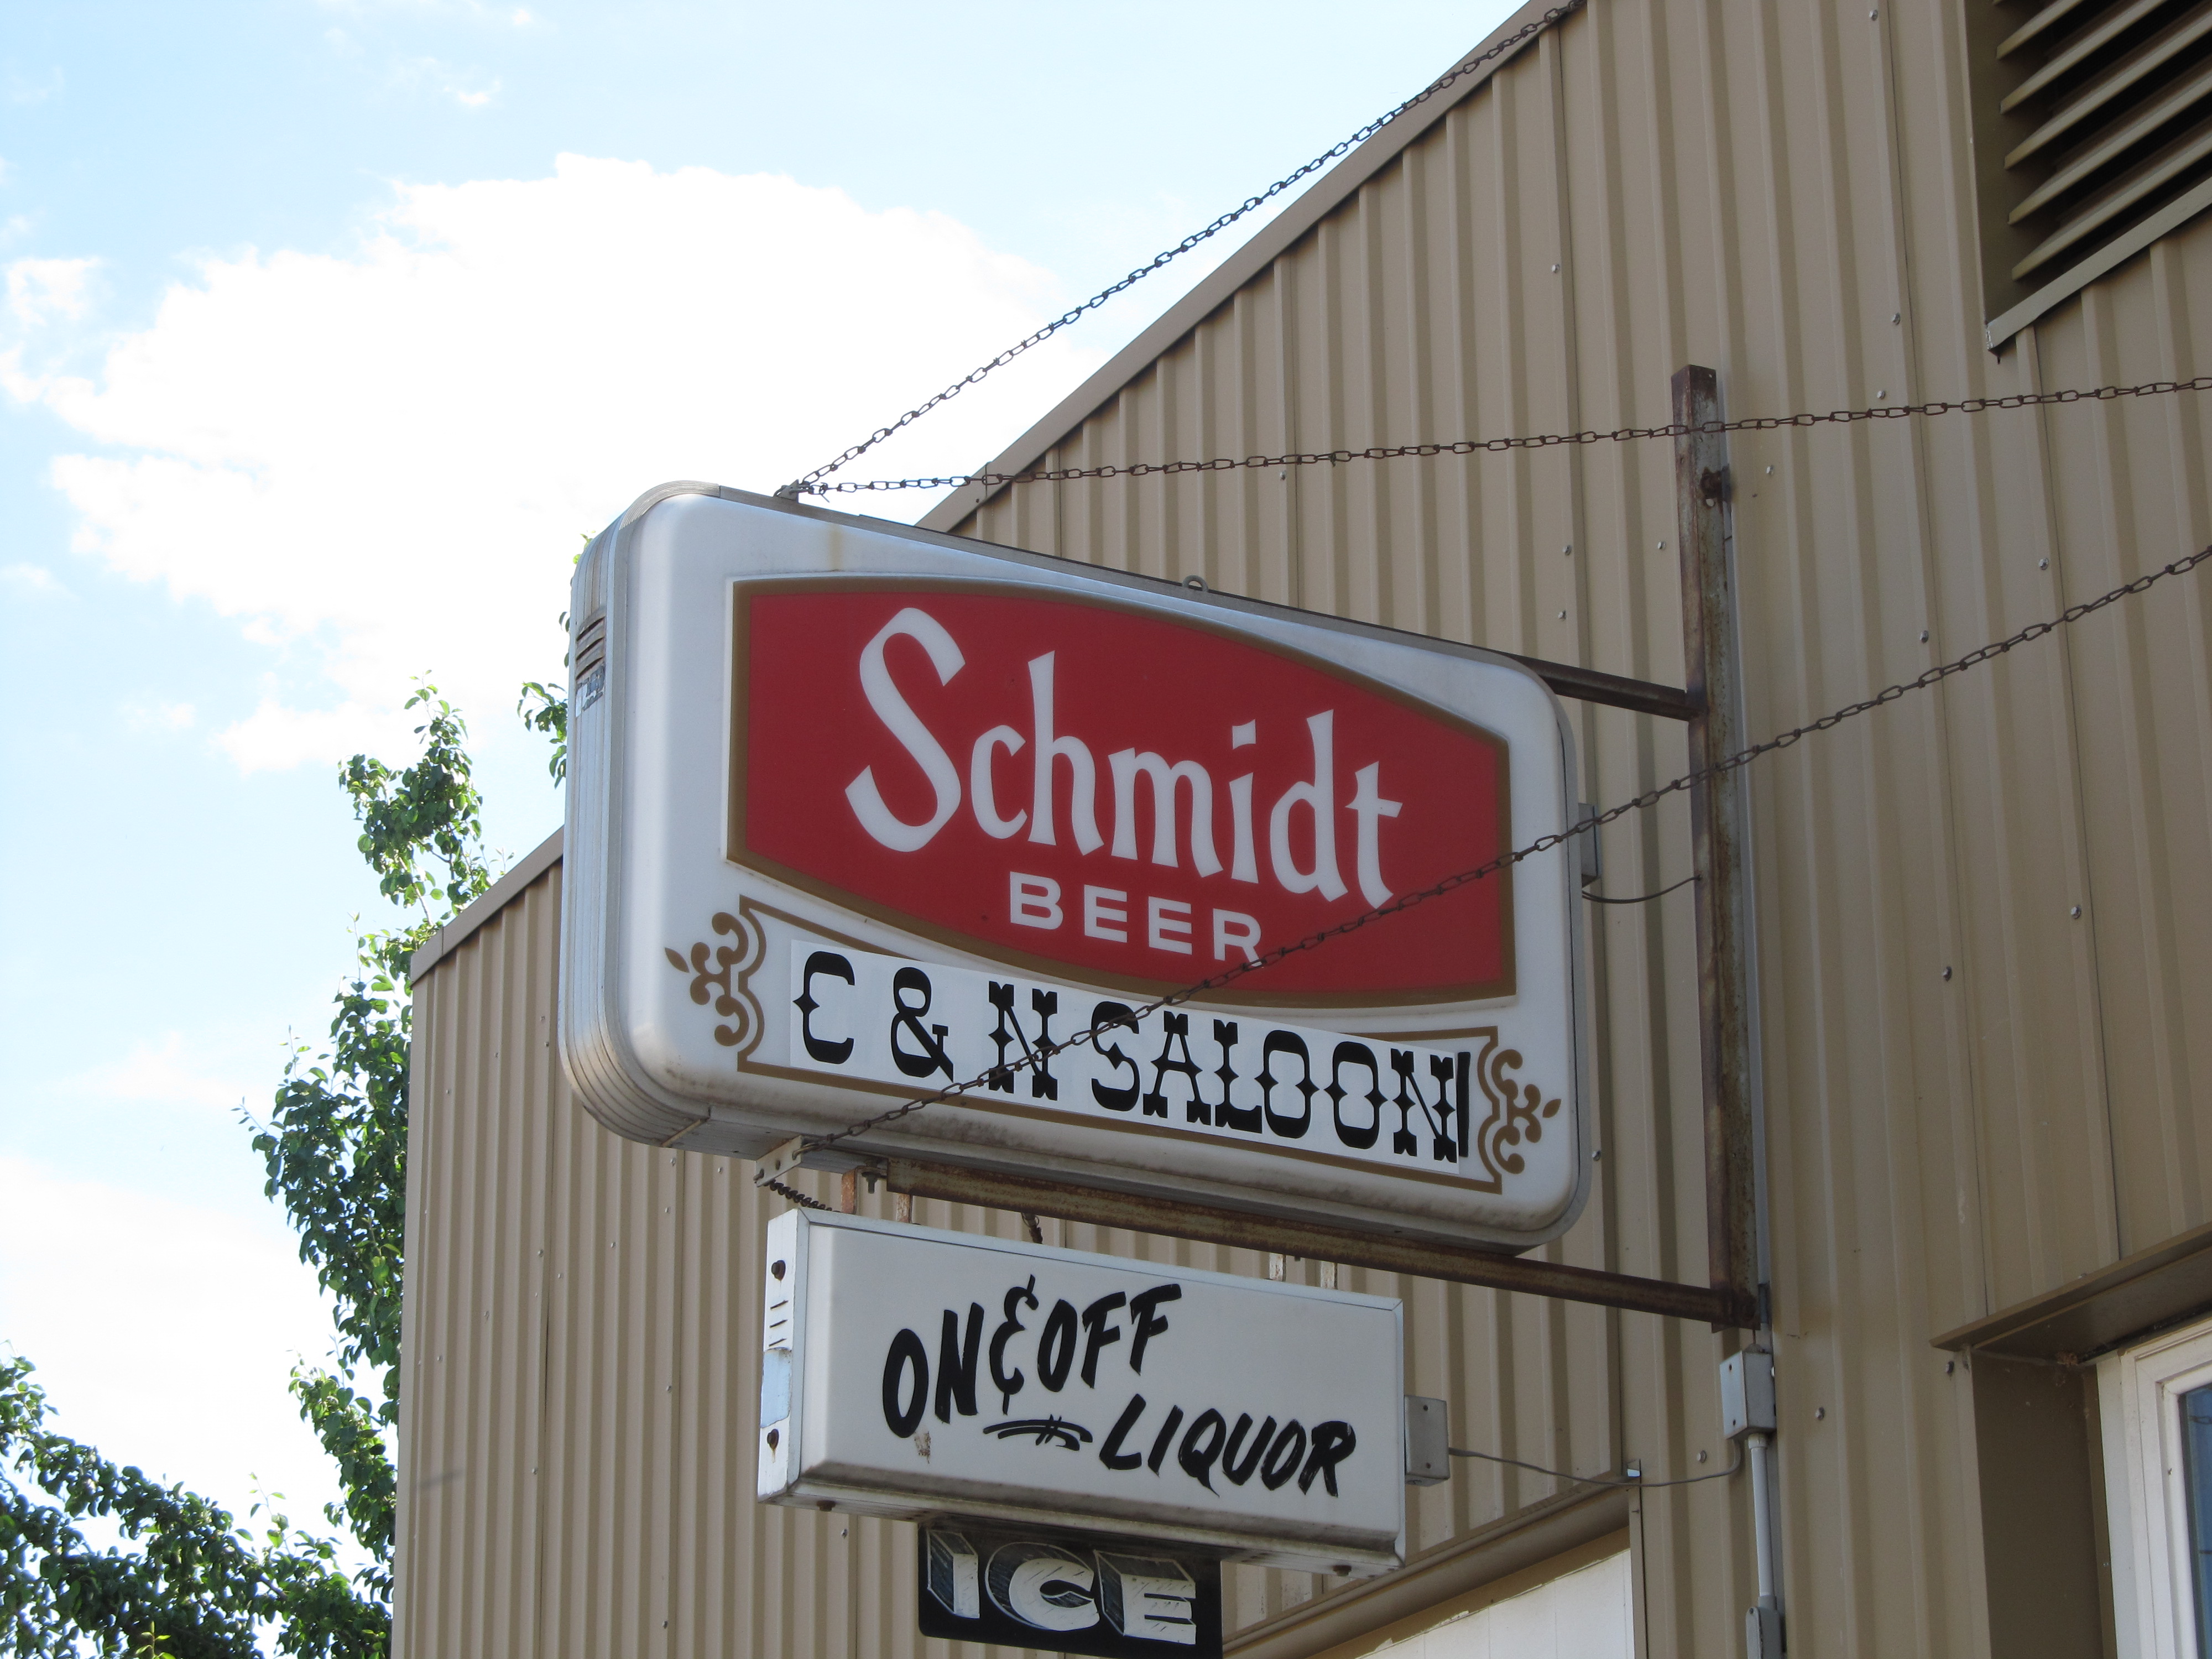 Schmidt
BEER
C & N SALOON
ON & OFF
LIQUOR
ICE